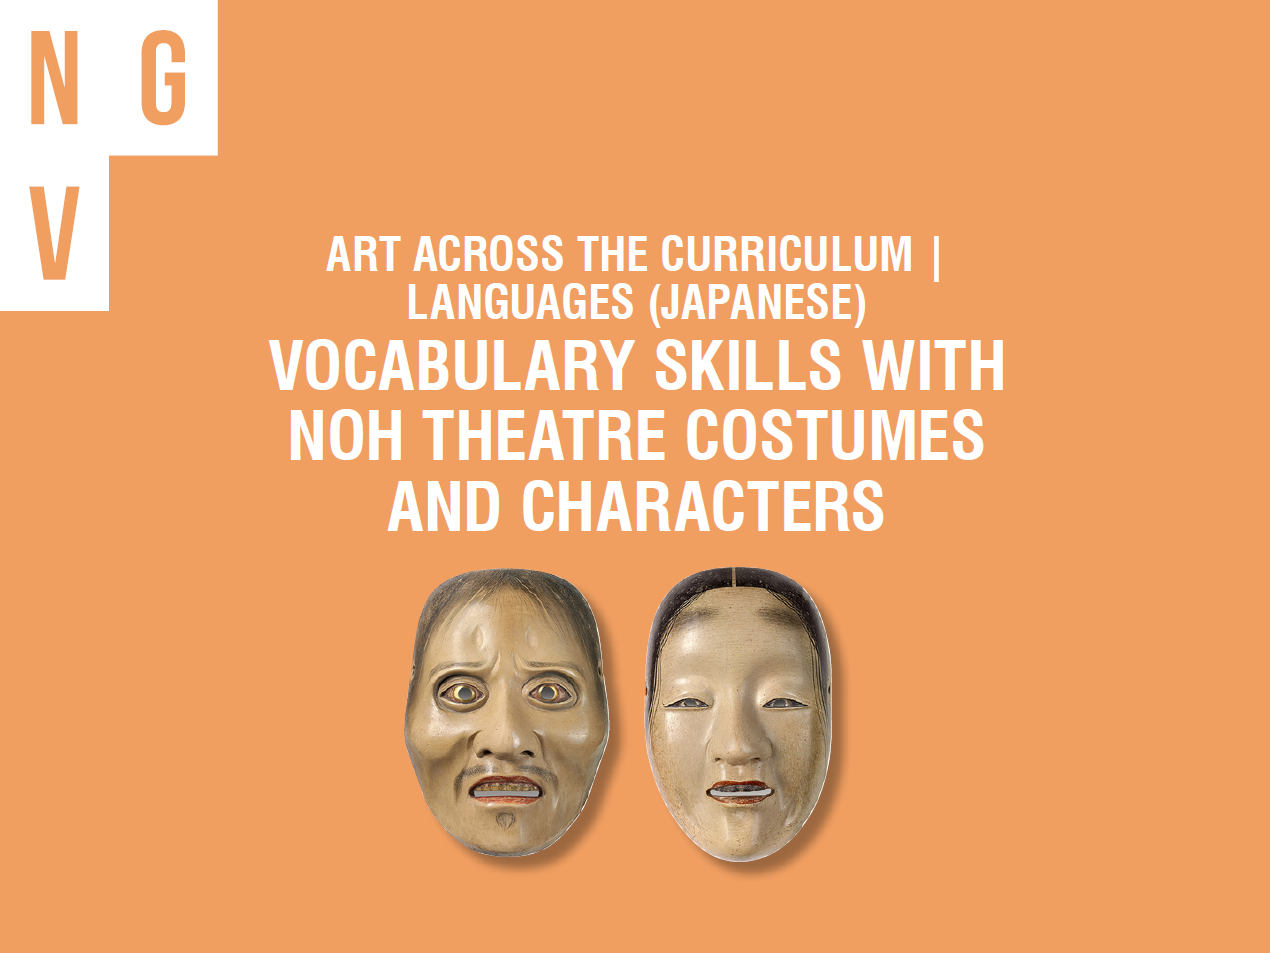 N G
V
ART ACROSS THE CURRICULUM |
LANGUAGES (JAPANESE)
VOCABULARY SKILLS WITH
NOH THEATRE COSTUMES
AND CHARACTERS